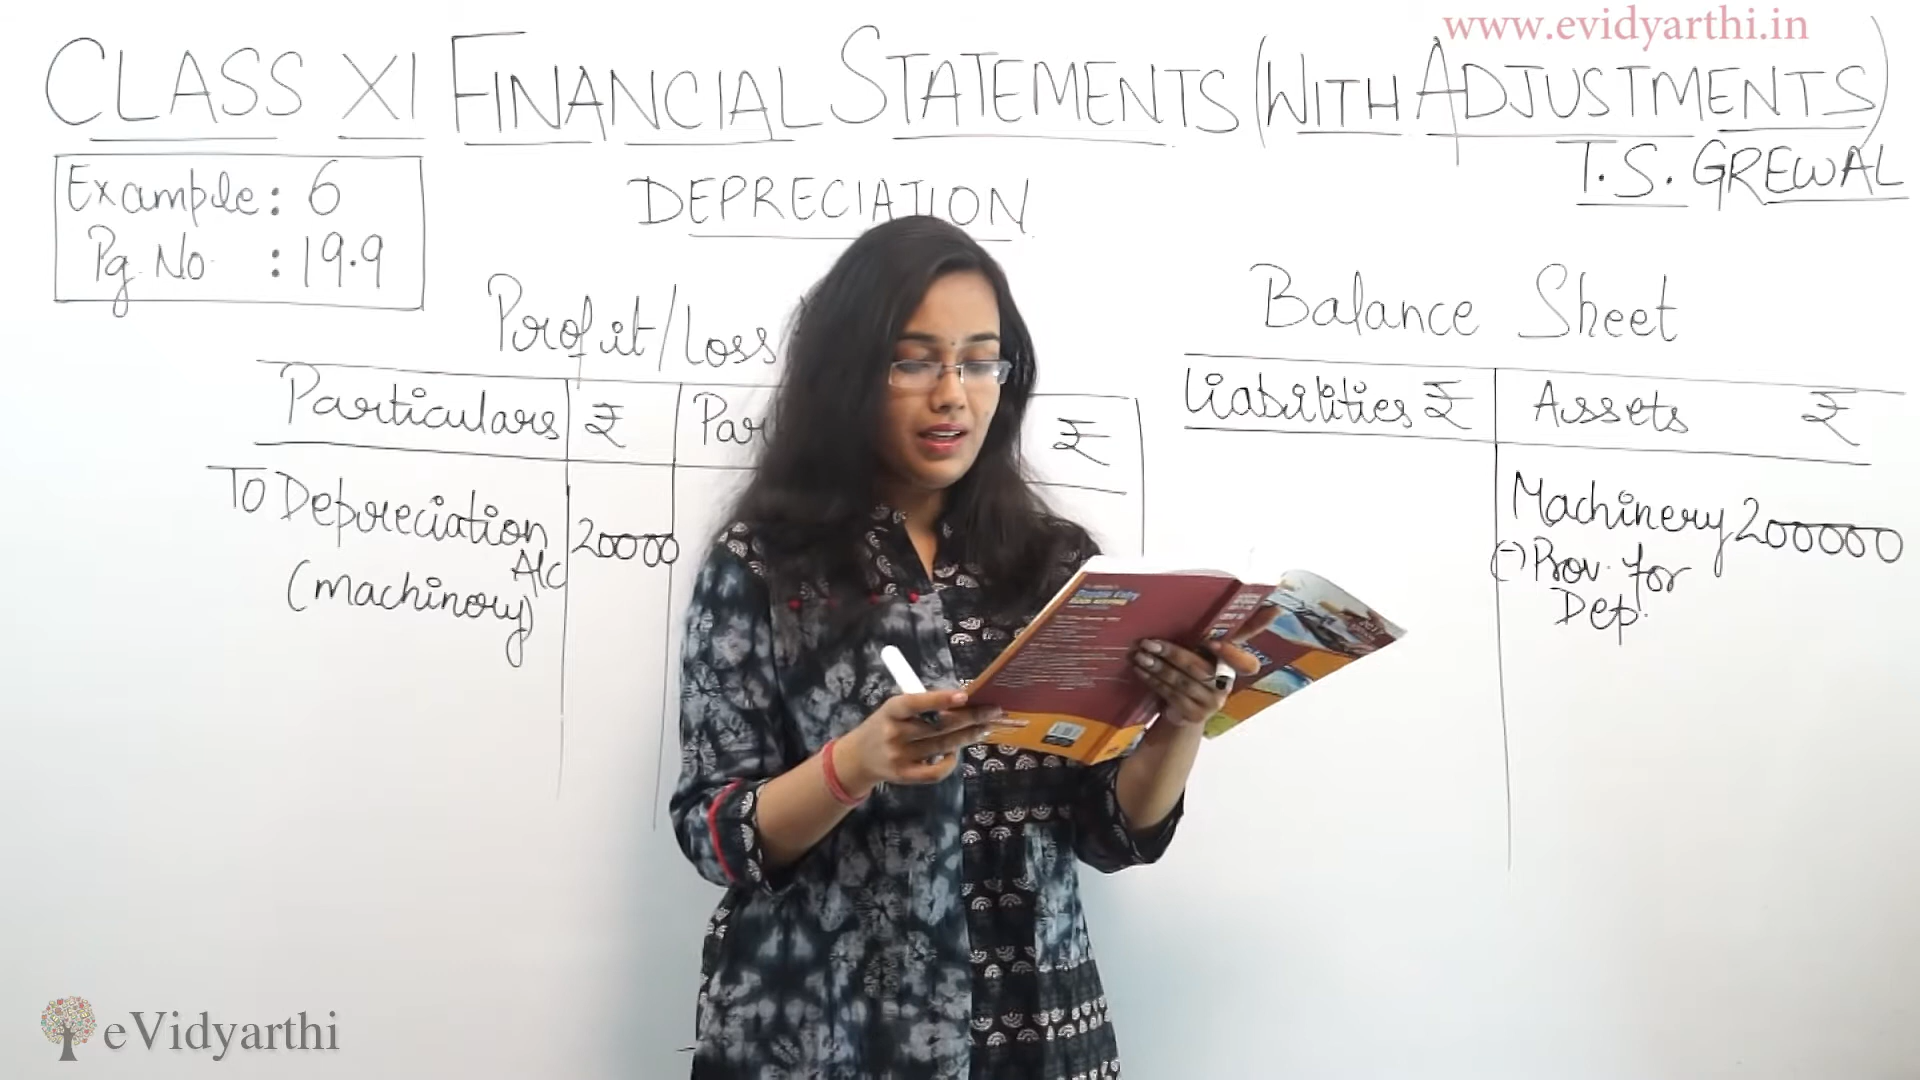 www.evidyarthi.in
CLASS XI FINANCIAL STATEMENTS (WITH ADJUSTMENTS)
T.S. GREWAL
Example: 6
Pg. No. : 19.9
DEPRECIATION
Profit/Loss
Particulars ₹ Par ₹
To Depreciation A/c 20000
(machinery)
Balance Sheet
Liabilities ₹ Assets ₹
Machinery 200000
(-) Prov. for
Dep.
eVidyarthi